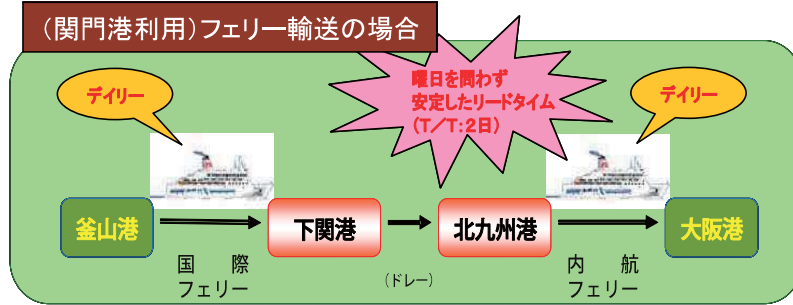 （関門港利用）フェリー輸送の場合
デイリー
曜日を問わず
安定したリードタイム
（T／T：２日）
デイリー
釜山港
下関港
北九州港
大阪港
国　際
フェリー
（ドレー）
内　航
フェリー